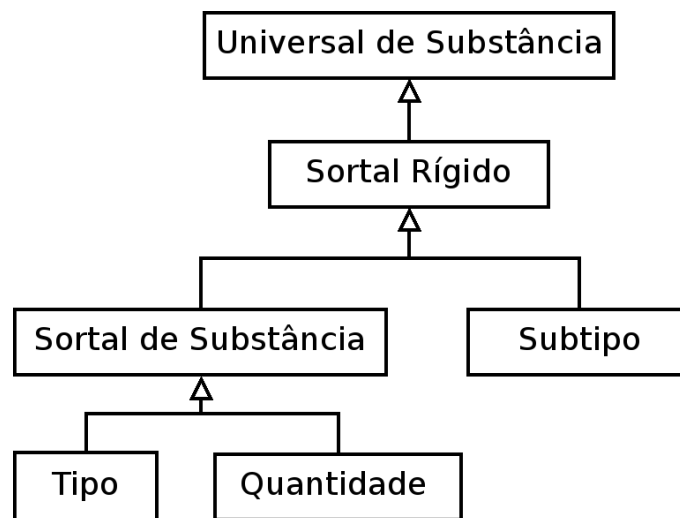 Universal de Substância
Sortal Rígido
Sortal de Substância
Subtipo
Tipo
Quantidade